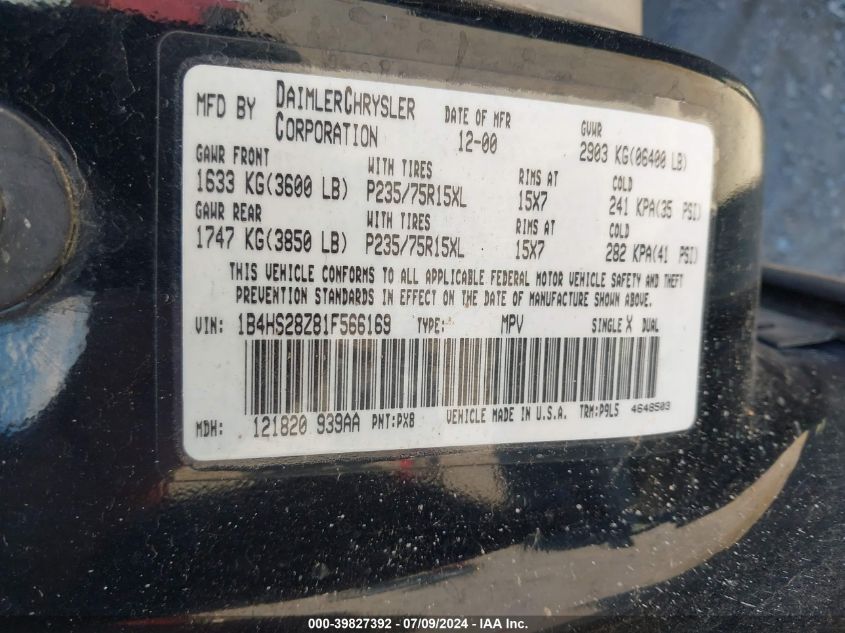 MFD BY DAIMLERCHRYSLER CORPORATION DATE OF MFR 12-00 GVWR 2903 KG(06400 LB)
GAWR FRONT WITH TIRES RIMS AT COLD
1633 KG(3600 LB) P235/75R15XL 15X7 241 KPA(35 PSI)
GAWR REAR WITH TIRES RIMS AT COLD
1747 KG(3850 LB) P235/75R15XL 15X7 282 KPA(41 PSI)
THIS VEHICLE CONFORMS TO ALL APPLICABLE FEDERAL MOTOR VEHICLE SAFETY AND THEFT
PREVENTION STANDARDS IN EFFECT ON THE DATE OF MANUFACTURE SHOWN ABOVE.
VIN: 1B4HS28Z81F566169 TYPE: MPV SINGLE X DUAL
MDH: 121820 939AA PNT:PX8 VEHICLE MADE IN U.S.A. TRM:P9L5 4648503
000-39827392 / 07/09/2024 - IAA Inc.